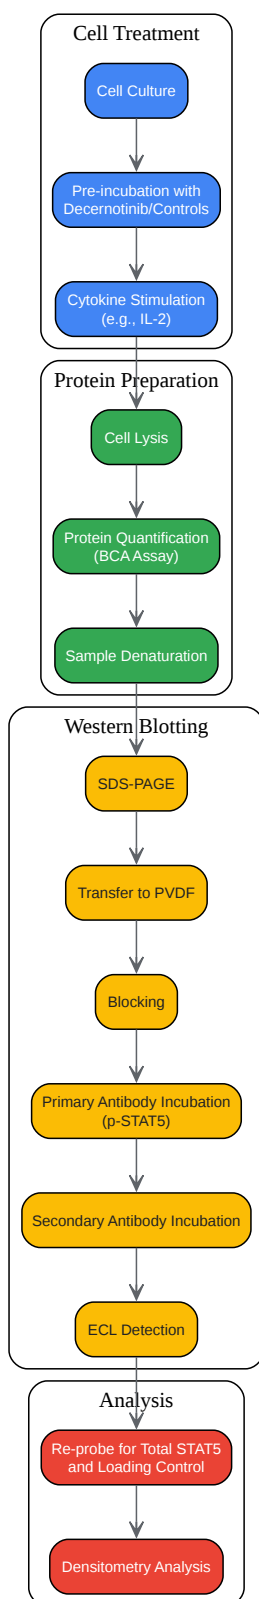 Cell Treatment
Cell Culture
Pre-incubation with
Decernotinib/Controls
Cytokine Stimulation
(e.g., IL-2)
Protein Preparation
Cell Lysis
Protein Quantification
(BCA Assay)
Sample Denaturation
Western Blotting
SDS-PAGE
Transfer to PVDF
Blocking
Primary Antibody Incubation
(p-STAT5)
Secondary Antibody Incubation
ECL Detection
Analysis
Re-probe for Total STAT5
and Loading Control
Densitometry Analysis